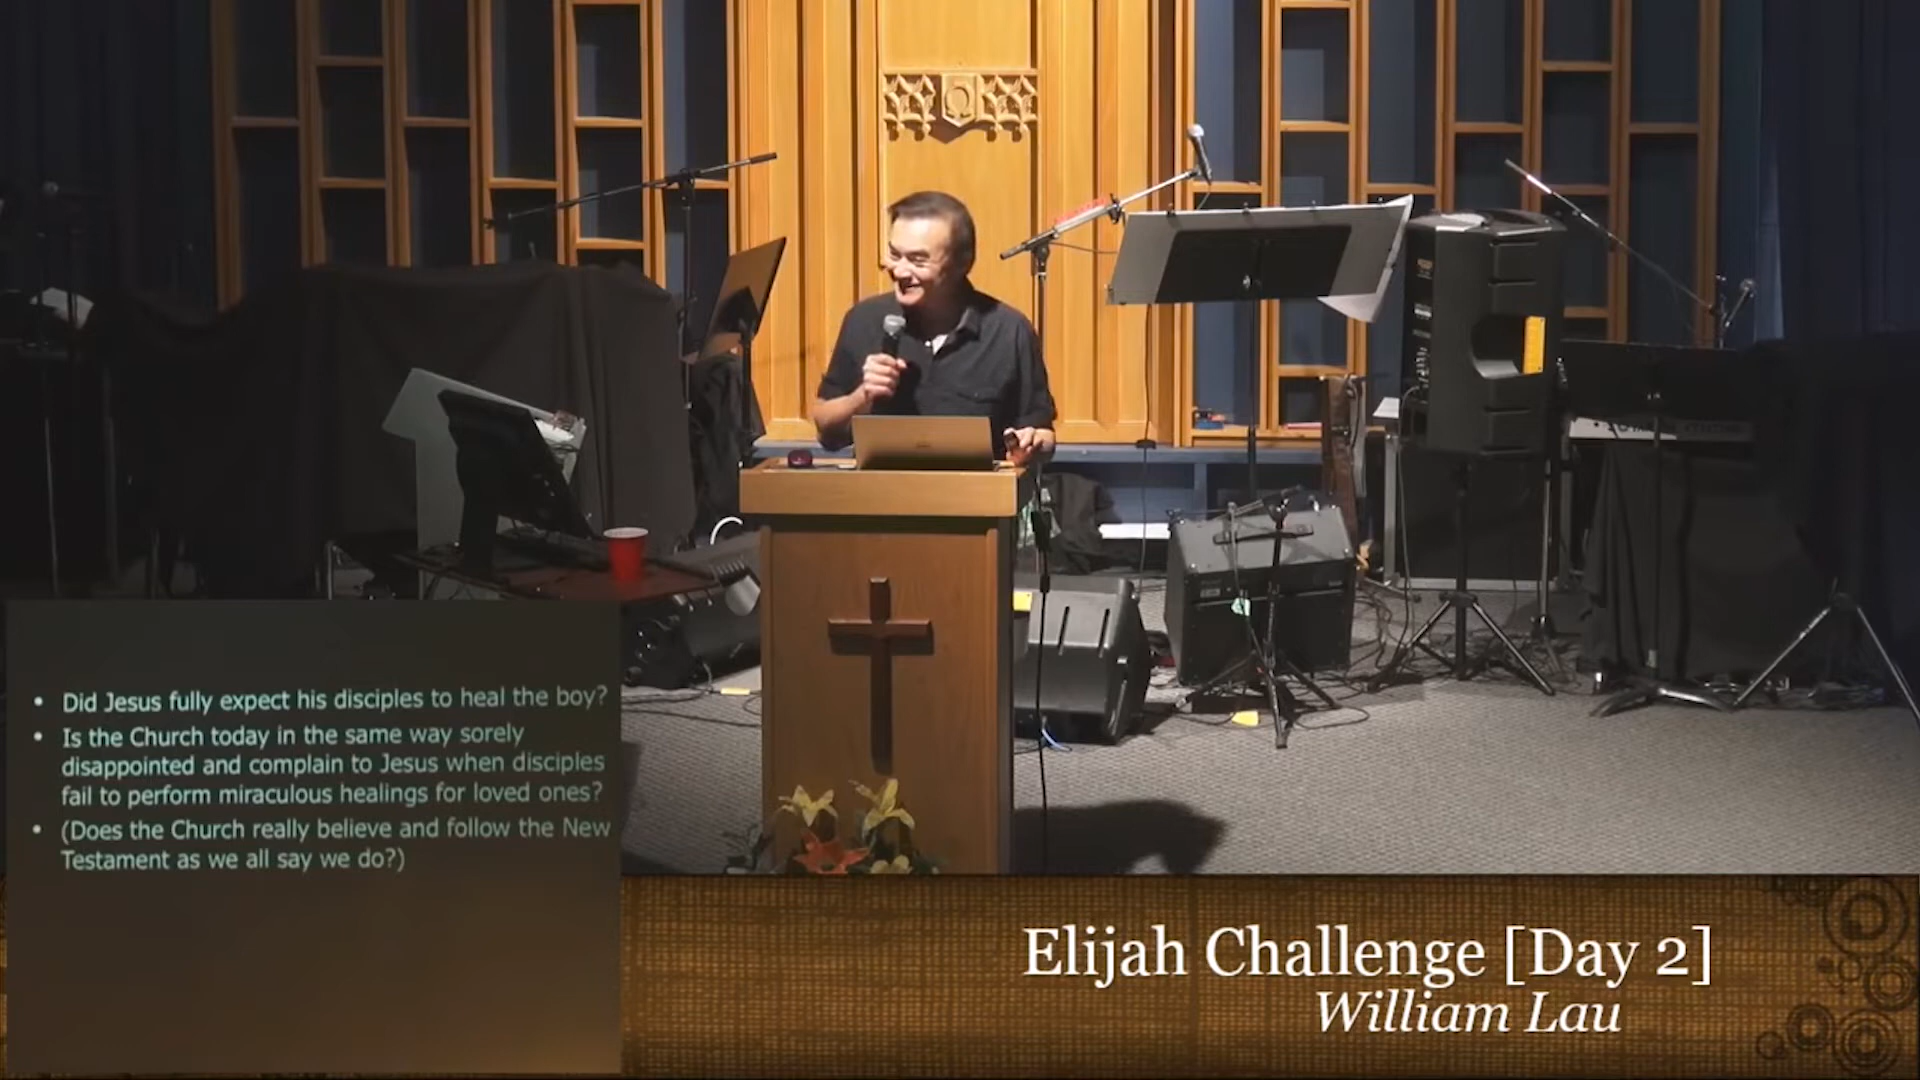 • Did Jesus fully expect his disciples to heal the boy?
• Is the Church today in the same way sorely
disappointed and complain to Jesus when disciples
fail to perform miraculous healings for loved ones?
• (Does the Church really believe and follow the New
Testament as we all say we do?)
Elijah Challenge [Day 2]
William Lau